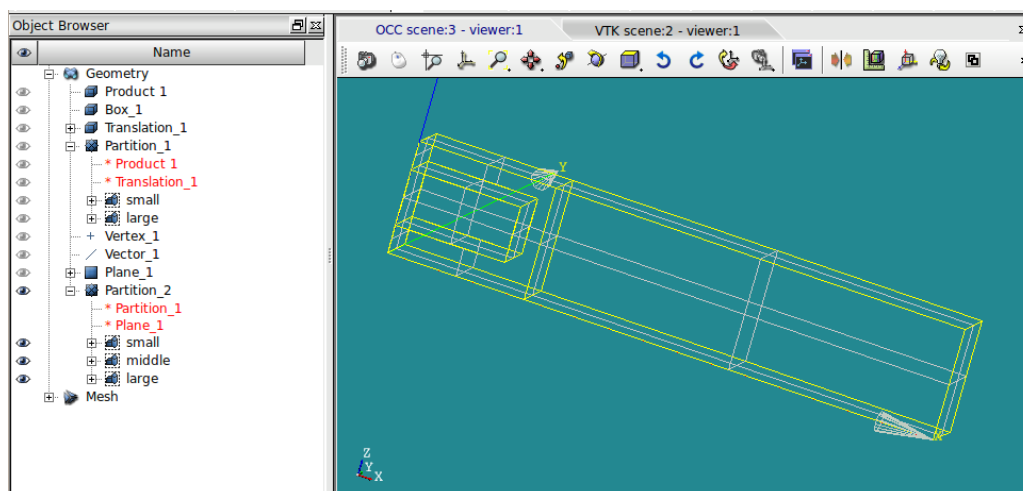 Object Browser
Name
Geometry
Product 1
Box_1
Translation_1
Partition_1
* Product 1
* Translation_1
small
large
Vertex_1
Vector_1
Plane_1
Partition_2
* Partition_1
* Plane_1
small
middle
large
Mesh
OCC scene:3 - viewer:1
VTK scene:2 - viewer:1
Y
X
Z
Y
X